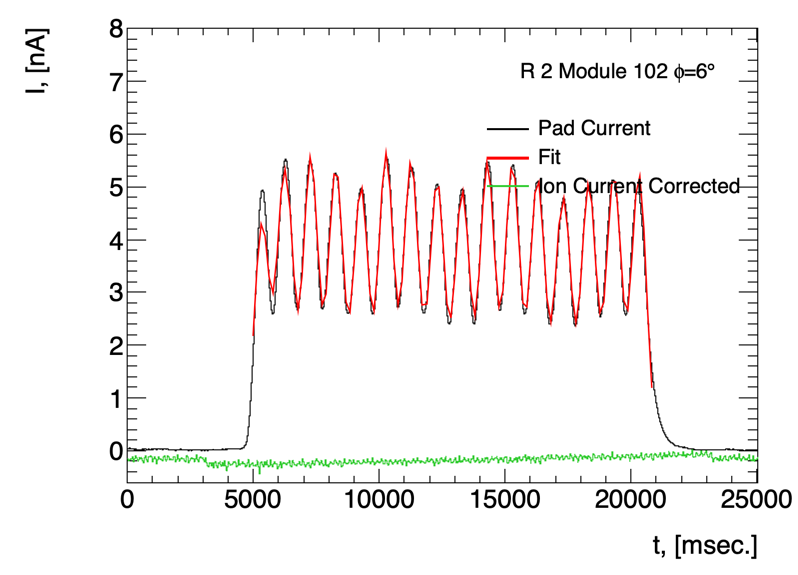 I, [nA]
8
7
6
5
4
3
2
1
0
R 2 Module 102 ϕ=6°
Pad Current
Fit
Ion Current Corrected
0 5000 10000 15000 20000 25000
t, [msec.]